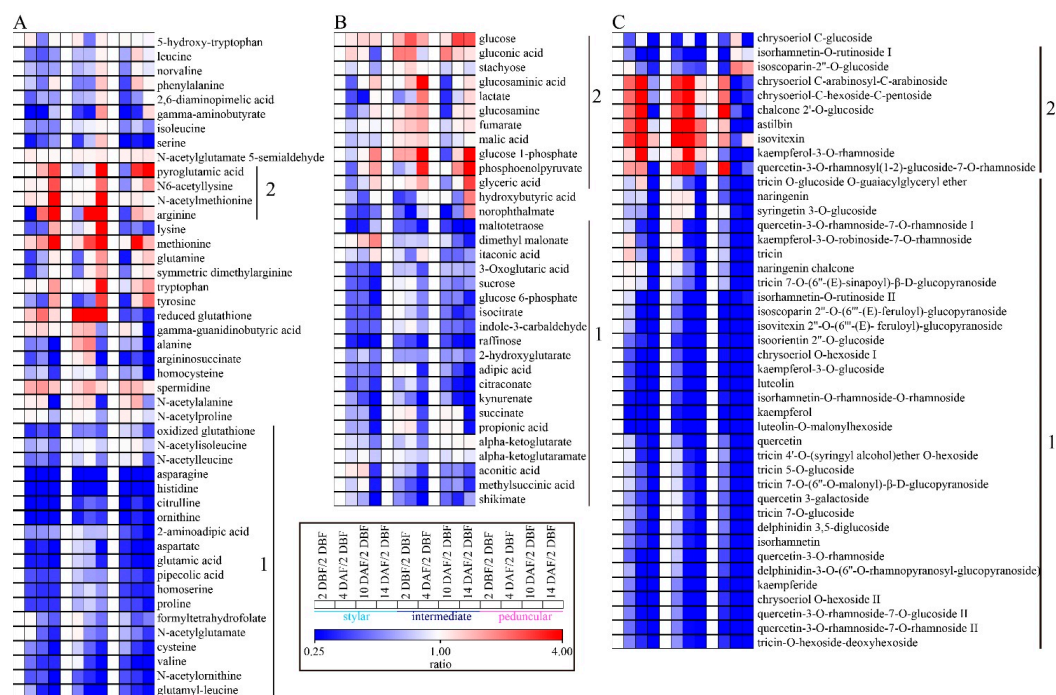 A
5-hydroxy-tryptophan
leucine
norvaline
phenylalanine
2,6-diaminopimelic acid
gamma-aminobutyrate
isoleucine
serine
N-acetylglutamate 5-semialdehyde
pyroglutamic acid
N6-acetyllysine
N-acetylmethionine
arginine
lysine
methionine
glutamine
symmetric dimethylarginine
tryptophan
tyrosine
reduced glutathione
gamma-guanidinobutyric acid
alanine
argininosuccinate
homocysteine
spermidine
N-acetylalanine
N-acetylproline
oxidized glutathione
N-acetylisoleucine
N-acetylleucine
asparagine
histidine
citrulline
ornithine
2-aminoadipic acid
aspartate
glutamic acid
pipecolic acid
homoserine
proline
formyltetrahydrofolate
N-acetylglutamate
cysteine
valine
N-acetylornithine
glutamyl-leucine
2
1
B
glucose
gluconic acid
stachyose
glucosaminic acid
lactate
glucosamine
fumarate
malic acid
glucose 1-phosphate
phosphoenolpyruvate
glyceric acid
hydroxybutyric acid
norophthalmate
maltotetraose
dimethyl malonate
itaconic acid
3-Oxoglutaric acid
sucrose
glucose 6-phosphate
isocitrate
indole-3-carbaldehyde
raffinose
2-hydroxyglutarate
adipic acid
citraconate
kynurenate
succinate
propionic acid
alpha-ketoglutarate
alpha-ketoglutaramate
aconitic acid
methylsuccinic acid
shikimate
2
1
2 DBF/2 DBF
4 DAF/2 DBF
10 DAF/2 DBF
14 DAF/2 DBF
2 DBF/2 DBF
4 DAF/2 DBF
10 DAF/2 DBF
14 DAF/2 DBF
2 DBF/2 DBF
4 DAF/2 DBF
10 DAF/2 DBF
14 DAF/2 DBF
stylar intermediate peduncular
0.25 1.00 4.00
ratio
C
chrysoeriol C-glucoside
isorhamnetin-O-rutinoside I
isoscoparin-2"-O-glucoside
chrysoeriol C-arabinosyl-C-arabinoside
chrysoeriol-C-hexoside-C-pentoside
chalcone 2'-O-glucoside
astilbin
isovitexin
kaempferol-3-O-rhamnoside
quercetin-3-O-rhamnosyl(1-2)-glucoside-7-O-rhamnoside
tricin O-glucoside O-guaiacylglyceryl ether
naringenin
syringetin 3-O-glucoside
quercetin-3-O-rhamnoside-7-O-rhamnoside I
kaempferol-3-O-robinoside-7-O-rhamnoside
tricin
naringenin chalcone
tricin 7-O-(6"-(E)-sinapoyl)-β-D-glucopyranoside
isorhamnetin-O-rutinoside II
isoscoparin 2"-O-(6'"-(E)-feruloyl)-glucopyranoside
isovitexin 2"-O-(6'"-(E)- feruloyl)-glucopyranoside
isoorientin 2"-O-glucoside
chrysoeriol O-hexoside I
kaempferol-3-O-glucoside
luteolin
isorhamnetin-O-rhamnoside-O-rhamnoside
kaempferol
luteolin-O-malonylhexoside
quercetin
tricin 4'-O-(syringyl alcohol)ether O-hexoside
tricin 5-O-glucoside
tricin 7-O-(6"-O-malonyl)-β-D-glucopyranoside
quercetin 3-galactoside
tricin 7-O-glucoside
delphinidin 3,5-diglucoside
isorhamnetin
quercetin-3-O-rhamnoside
delphinidin-3-O-(6"-O-rhamnopyranosyl-glucopyranoside)
kaempferide
chrysoeriol O-hexoside II
quercetin-3-O-rhamnoside-7-O-glucoside II
quercetin-3-O-rhamnoside-7-O-rhamnoside II
tricin-O-hexoside-deoxyhexoside
2
1